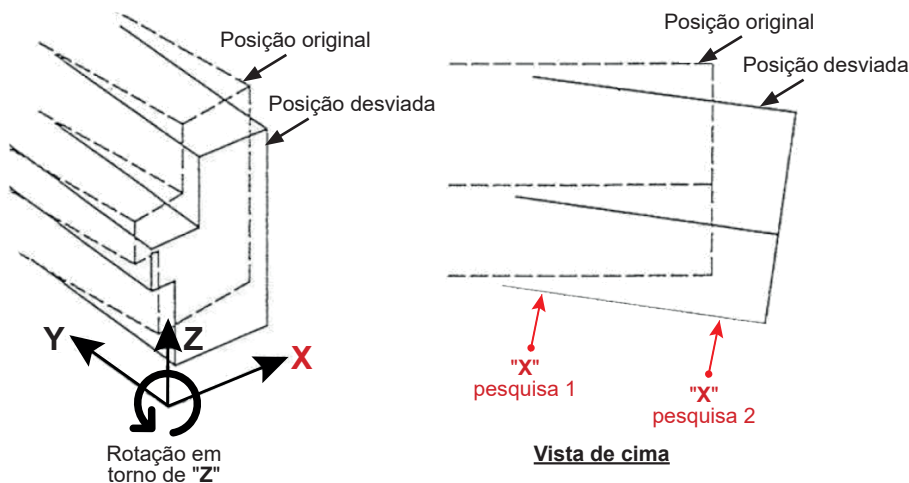 Posição original
Posição desviada
Y
Z
X
Rotação em
torno de "Z"
Posição original
Posição desviada
"X"
pesquisa 1
"X"
pesquisa 2
Vista de cima